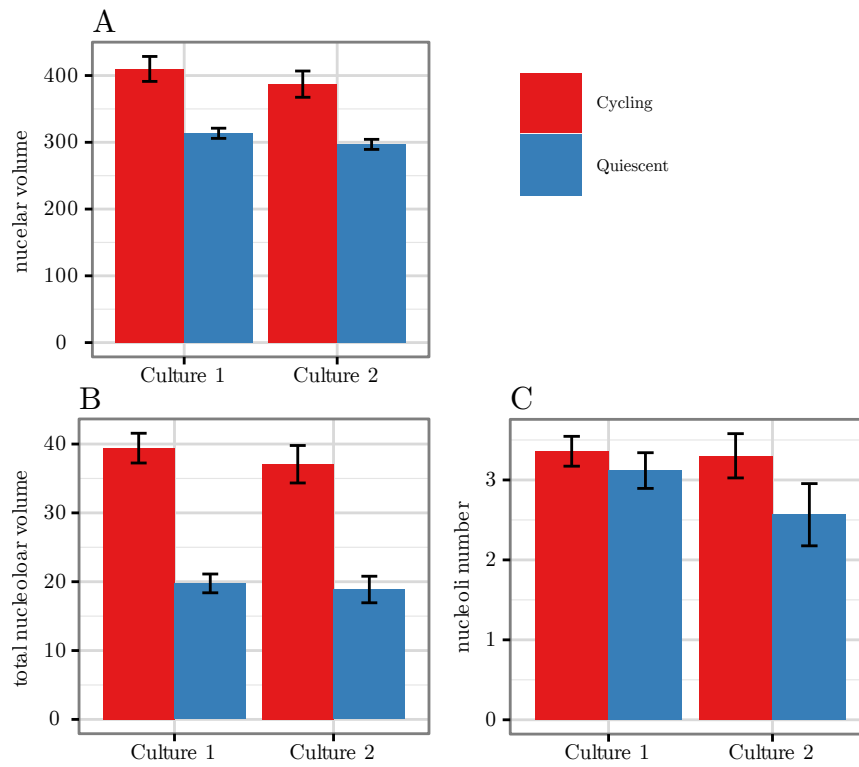 A
400
300
200
100
0
nucelar volume
Culture 1
Culture 2
Cycling
Quiescent
B
40
30
20
10
0
total nucleoloar volume
Culture 1
Culture 2
C
3
2
1
0
nucleoli number
Culture 1
Culture 2